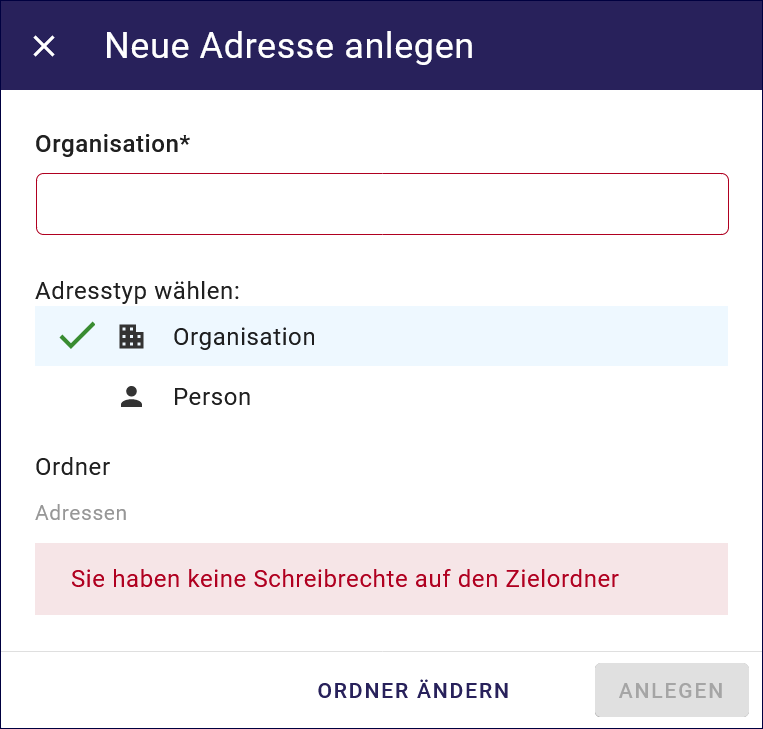 Neue Adresse anlegen
Organisation*
Adresstyp wählen:
Organisation
Person
Ordner
Adressen
Sie haben keine Schreibrechte auf den Zielordner
ORDNER ÄNDERN
ANLEGEN